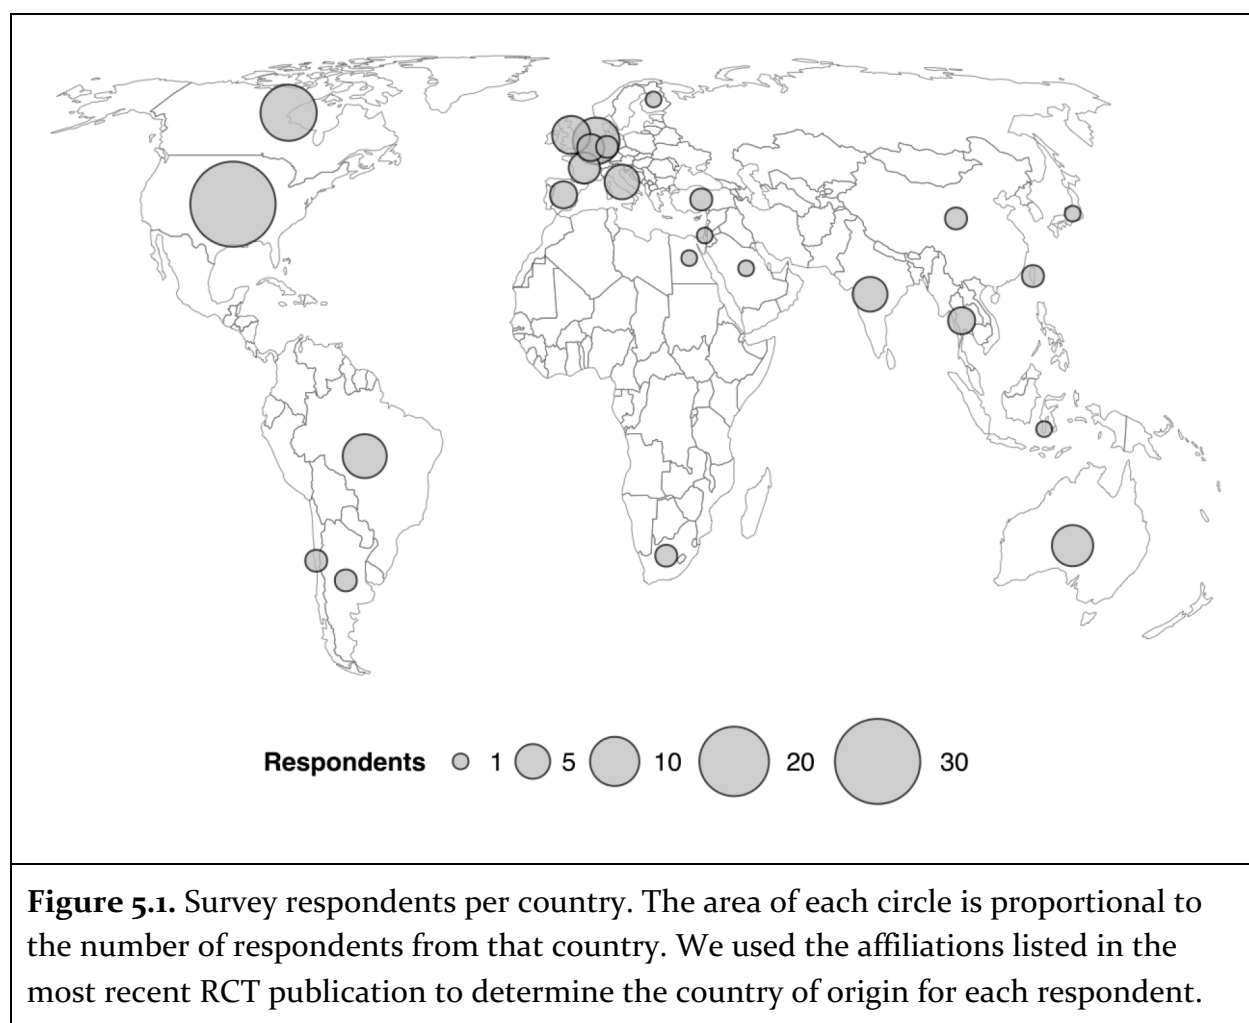 Respondents 1 5 10 20 30
Figure 5.1. Survey respondents per country. The area of each circle is proportional to
the number of respondents from that country. We used the affiliations listed in the
most recent RCT publication to determine the country of origin for each respondent.